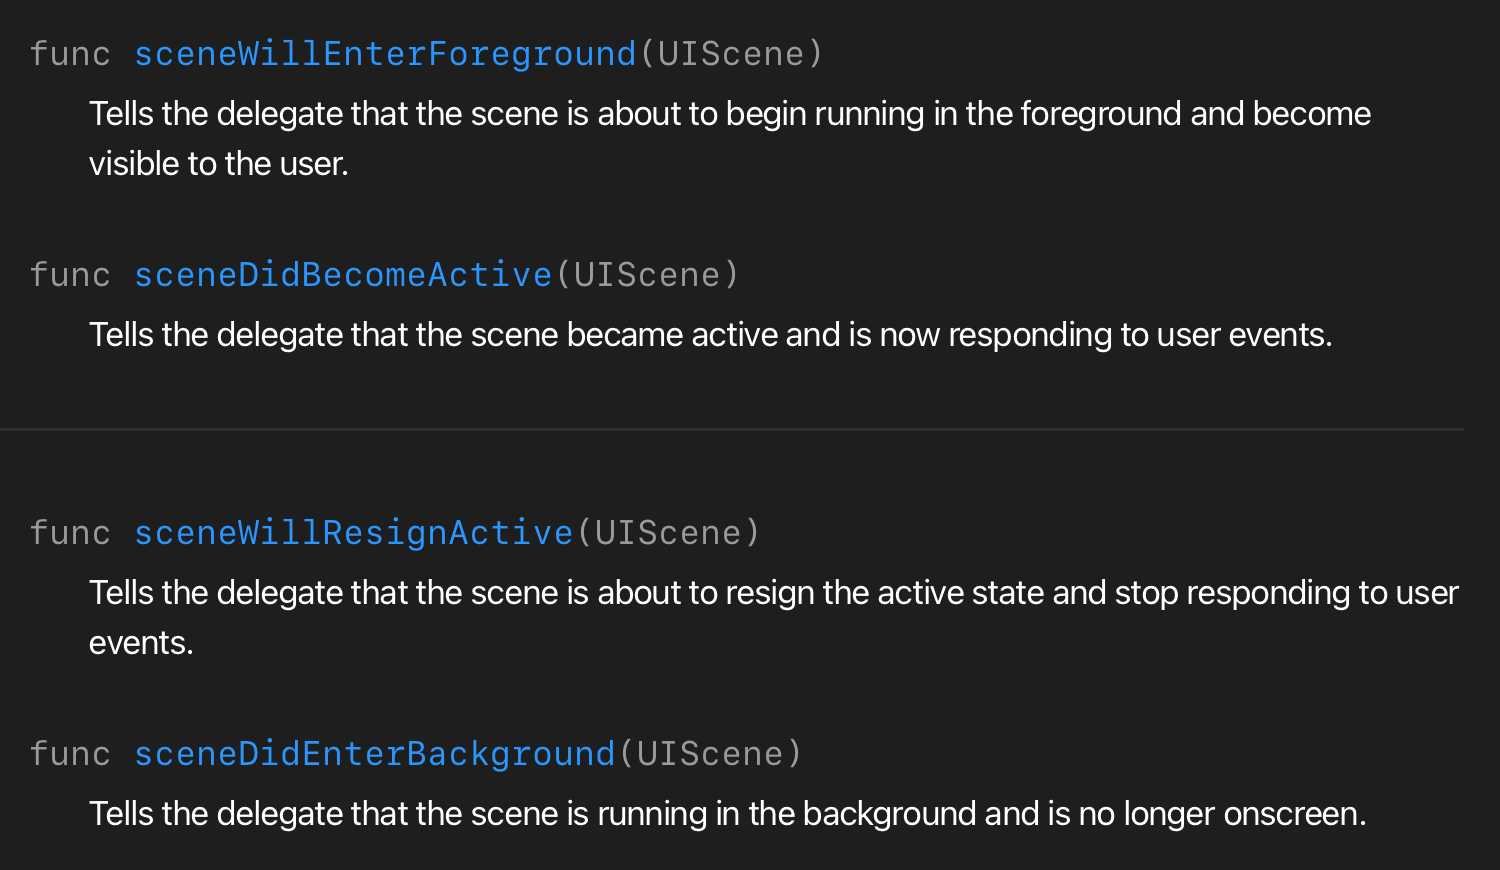 func sceneWillEnterForeground(UIScene)
Tells the delegate that the scene is about to begin running in the foreground and become
visible to the user.
func sceneDidBecomeActive(UIScene)
Tells the delegate that the scene became active and is now responding to user events.
func sceneWillResignActive(UIScene)
Tells the delegate that the scene is about to resign the active state and stop responding to user
events.
func sceneDidEnterBackground(UIScene)
Tells the delegate that the scene is running in the background and is no longer onscreen.